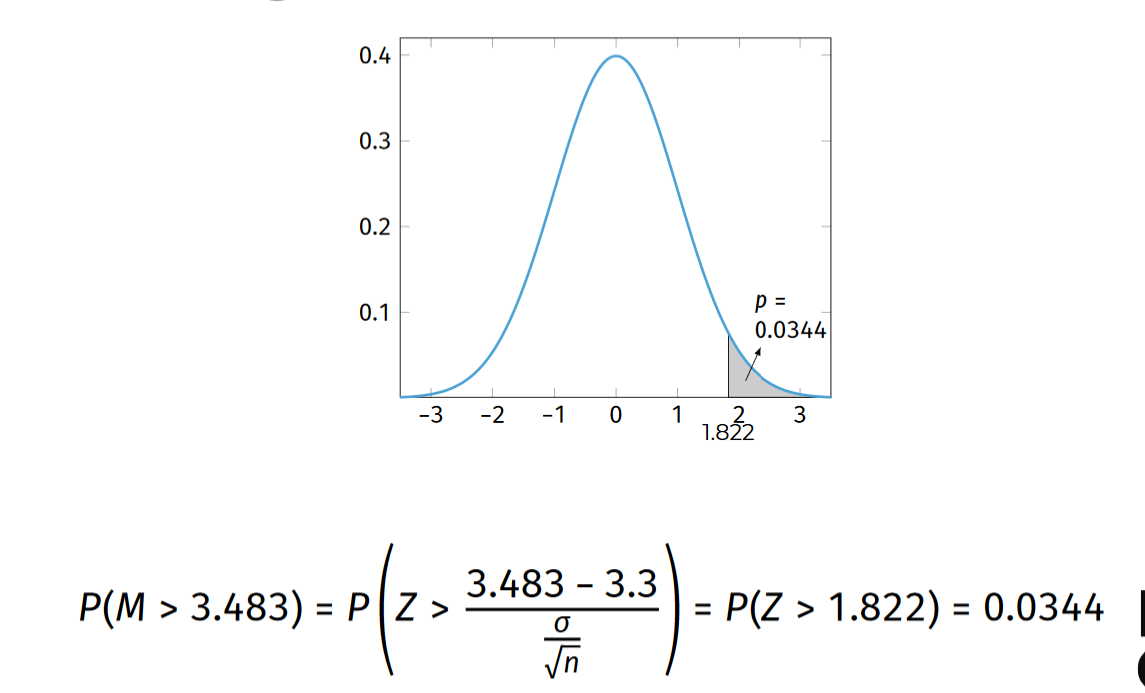 0.4
0.3
0.2
0.1
p =
0.0344
−3 −2 −1 0 1 2 3
1.822
P(M > 3.483) = P(Z > (3.483 − 3.3)/(σ/√n)) = P(Z > 1.822) = 0.0344